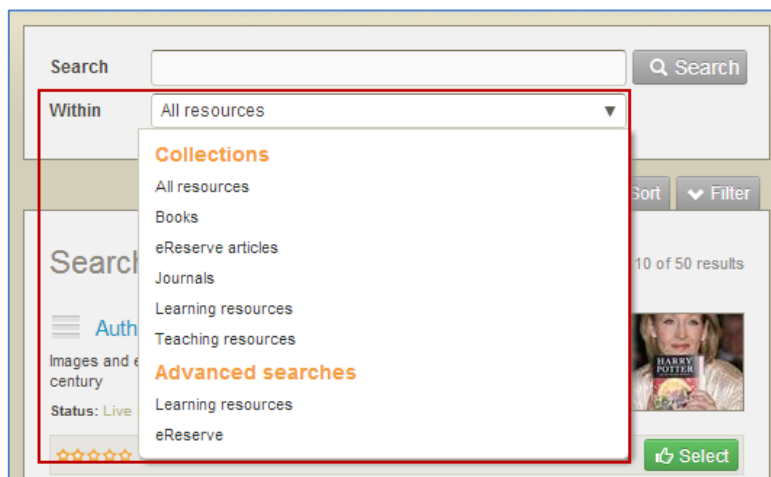 Search Search
Within All resources
Collections
All resources
Books
eReserve articles
Journals
Learning resources
Teaching resources
Advanced searches
Learning resources
eReserve
Sort Filter
Search 10 of 50 results
Auth
Images and e
century
Status: Live
HARRY
POTTER
Select